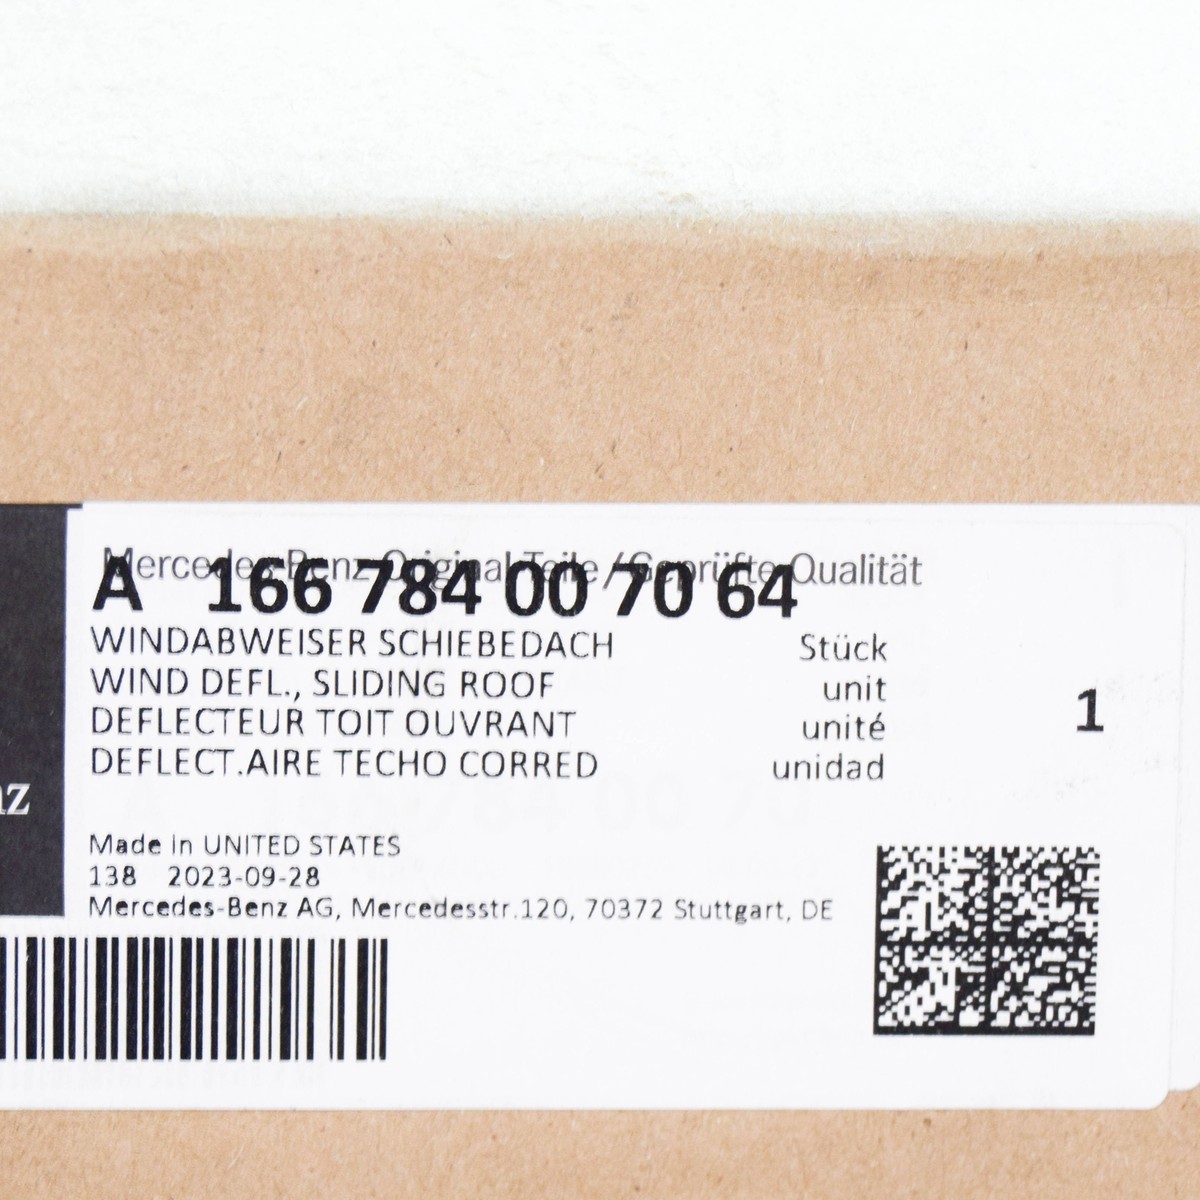 Mercedes-Benz Original-Teile / Geprüfte Qualität
A 166 784 00 70 64
WINDABWEISER SCHIEBEDACH Stück
WIND DEFL., SLIDING ROOF unit
DEFLECTEUR TOIT OUVRANT unité
DEFLECT.AIRE TECHO CORRED unidad
1
nz
Made in UNITED STATES
138 2023-09-28
Mercedes-Benz AG, Mercedesstr.120, 70372 Stuttgart, DE